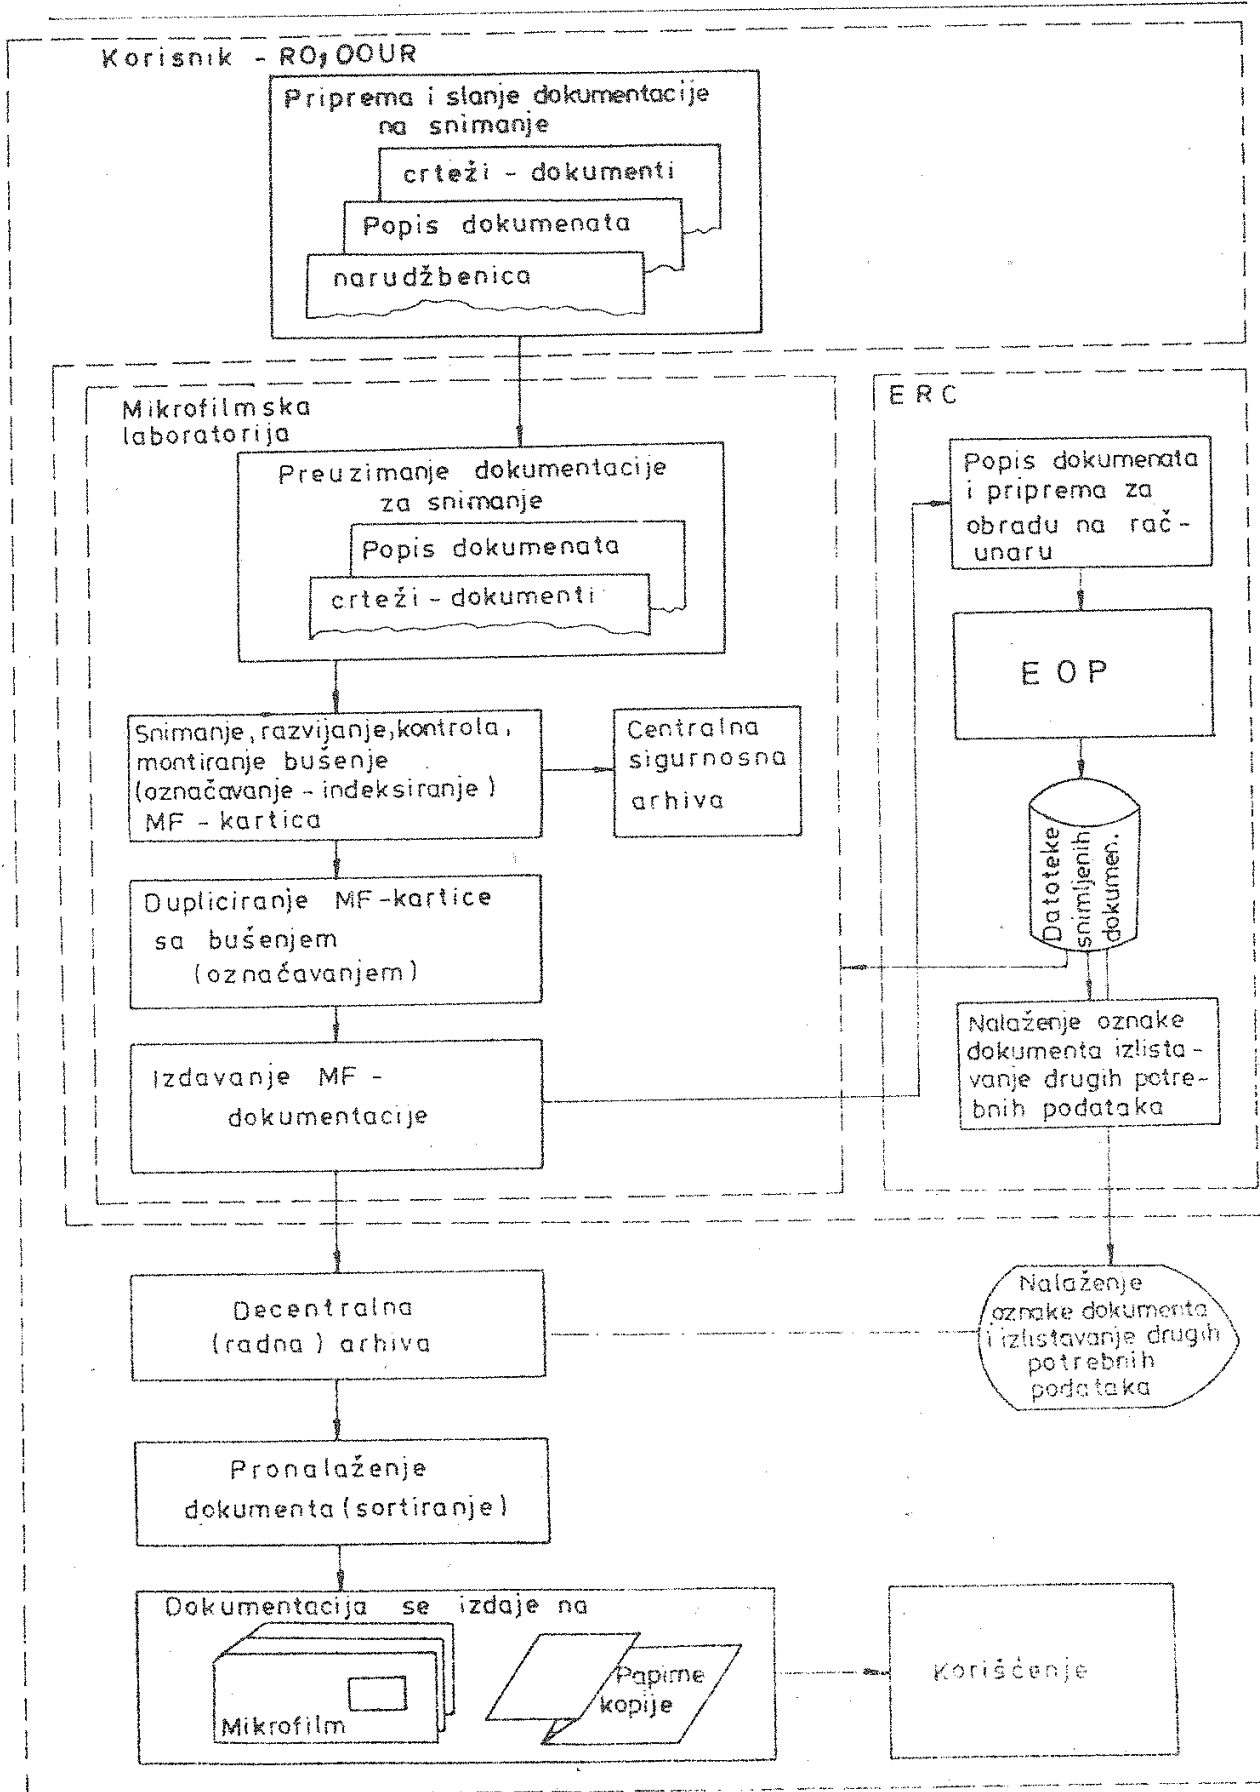 Korisnik - RO, OOUR
Priprema i slanje dokumentacije
na snimanje
crteži - dokumenti
Popis dokumenata
narudžbenica
Mikrofilmska
laboratorija
Preuzimanje dokumentacije
za snimanje
Popis dokumenata
crteži - dokumenti
Snimanje, razvijanje, kontrola,
montiranje bušenje
(označavanje - indeksiranje)
MF - kartica
Centralna
sigurnosna
arhiva
Dupliciranje MF-kartice
sa bušenjem
(označavanjem)
Izdavanje MF -
dokumentacije
ERC
Popis dokumenata
i priprema za
obradu na rač-
unaru
EOP
Datoteke
snimljenih
dokumen.
Nalaženje oznake
dokumenta izlista-
vanje drugih potre-
bnih podataka
Nalaženje
oznake dokumenta
i izlistavanje drugih
potrebnih
podataka
Decentralna
(radna) arhiva
Pronalaženje
dokumenta (sortiranje)
Dokumentacija se izdaje na
Mikrofilm
Papirne
kopije
Korišćenje